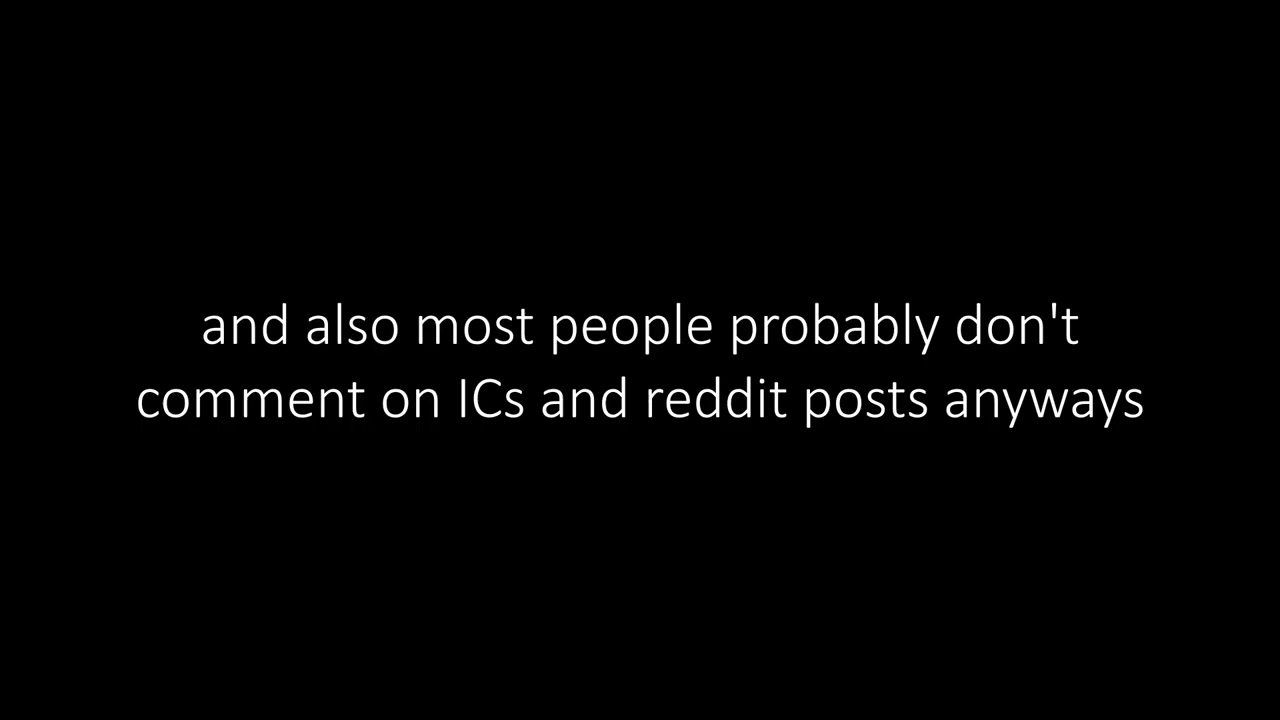 and also most people probably don't
comment on ICs and reddit posts anyways